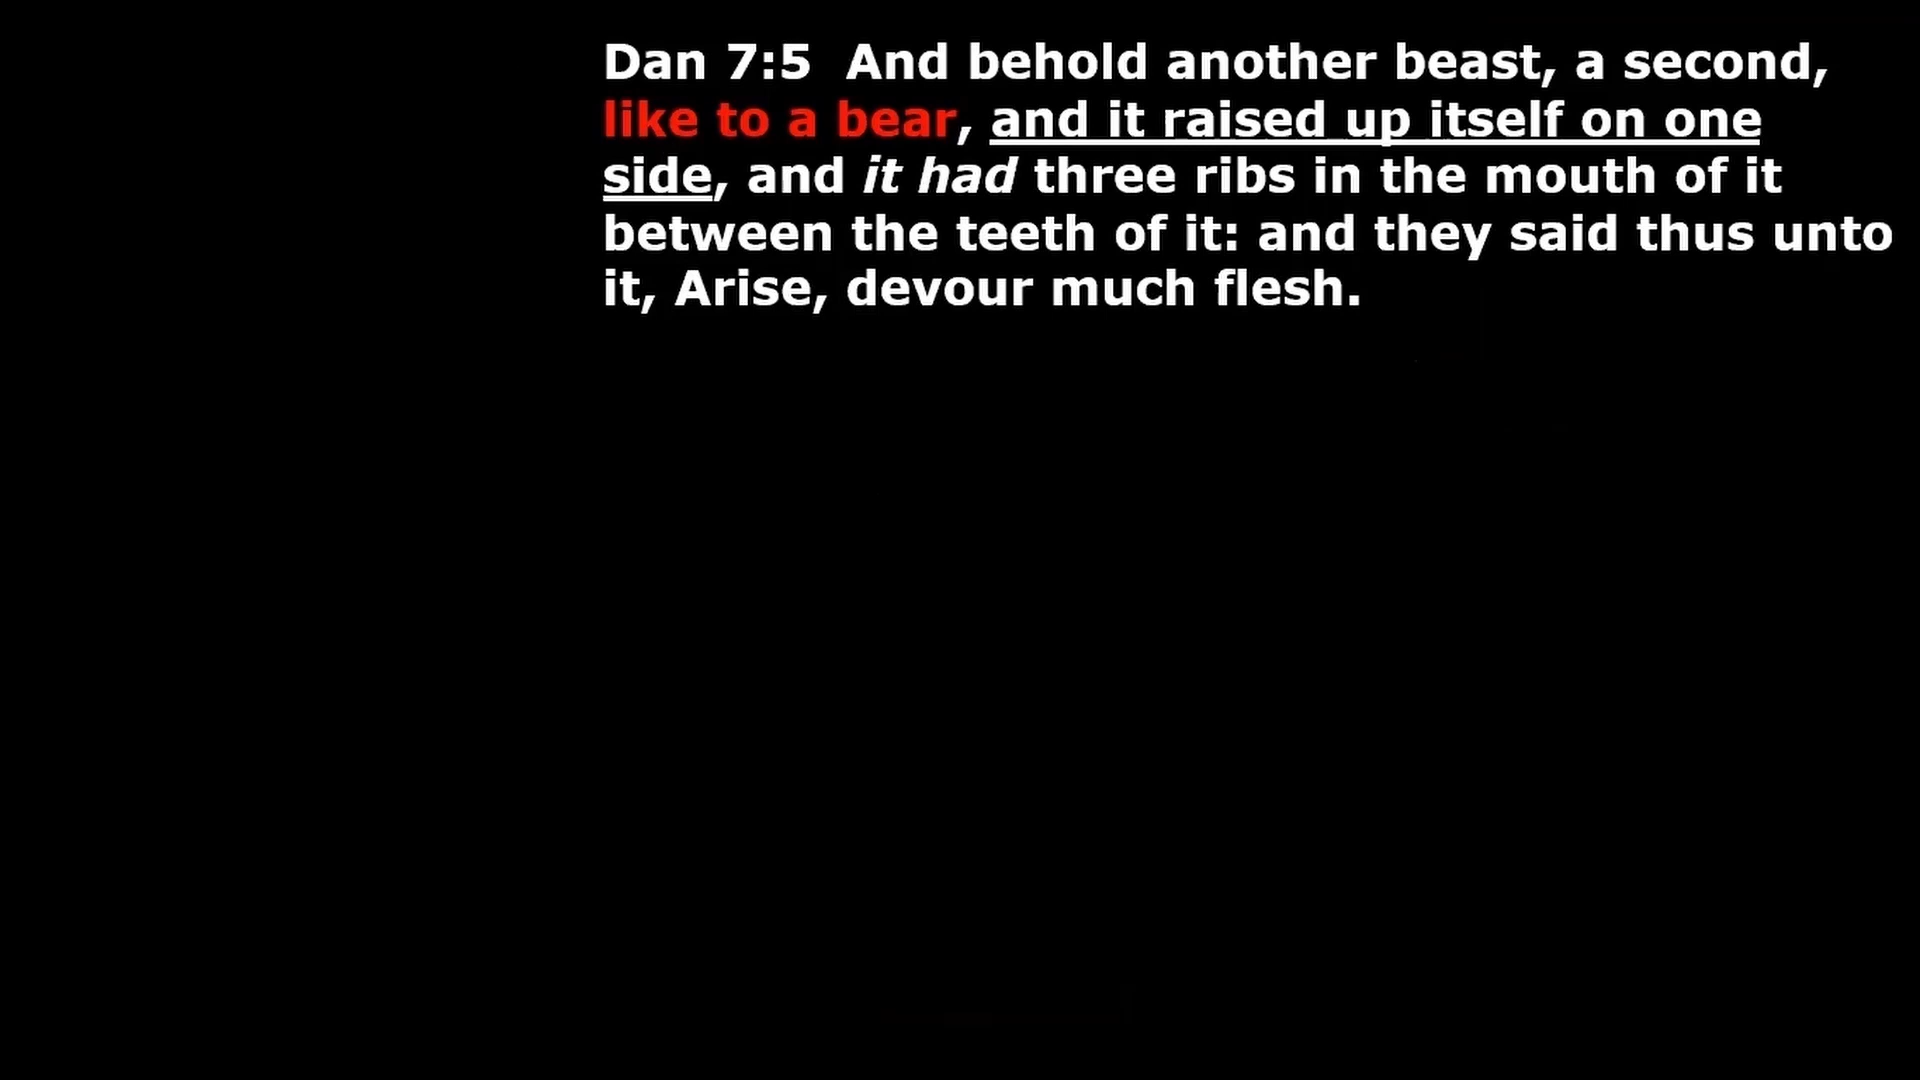 Dan 7:5  And behold another beast, a second,
like to a bear, and it raised up itself on one
side, and it had three ribs in the mouth of it
between the teeth of it: and they said thus unto
it, Arise, devour much flesh.